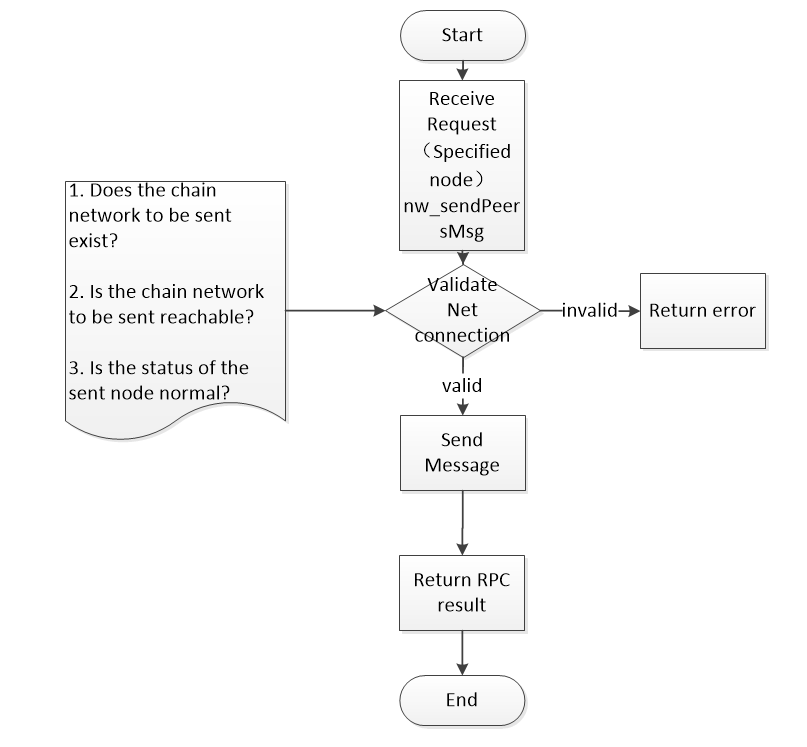 Start
Receive
Request
（Specified
node）
nw_sendPeer
sMsg
1. Does the chain
network to be sent
exist?
2. Is the chain network
to be sent reachable?
3. Is the status of the
sent node normal?
Validate
Net
connection
invalid
Return error
valid
Send
Message
Return RPC
result
End